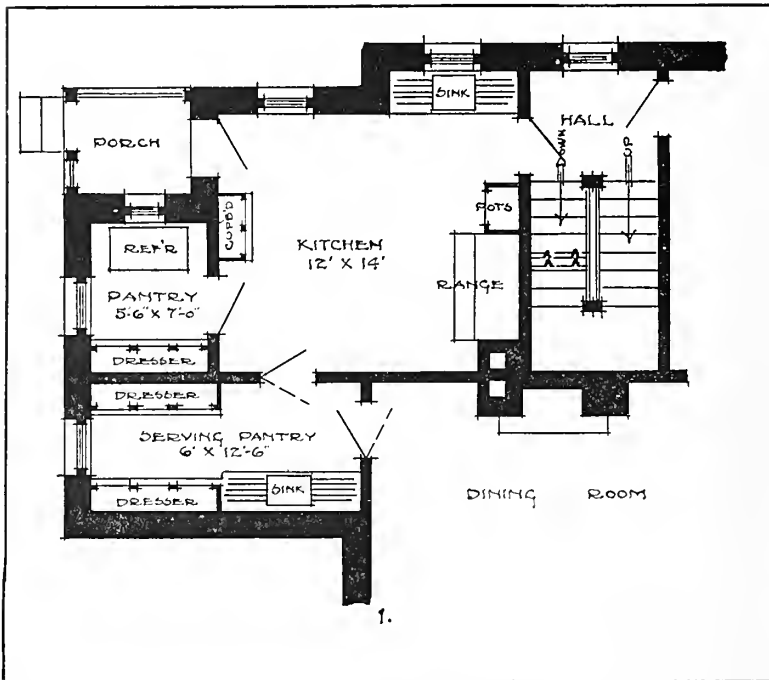 SINK
HALL
PORCH
DOWN
UP
CUPB'D
POTS
REF'R
KITCHEN
12' X 14'
RANGE
PANTRY
5'-6" X 7'-0"
DRESSER
DRESSER
SERVING PANTRY
6' X 12'-6"
DRESSER
SINK
DINING ROOM
1.